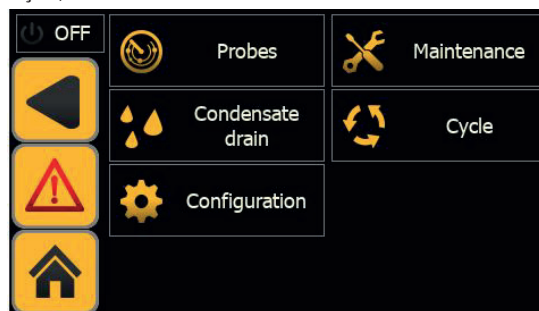 OFF
Probes
Maintenance
Condensate
drain
Cycle
Configuration